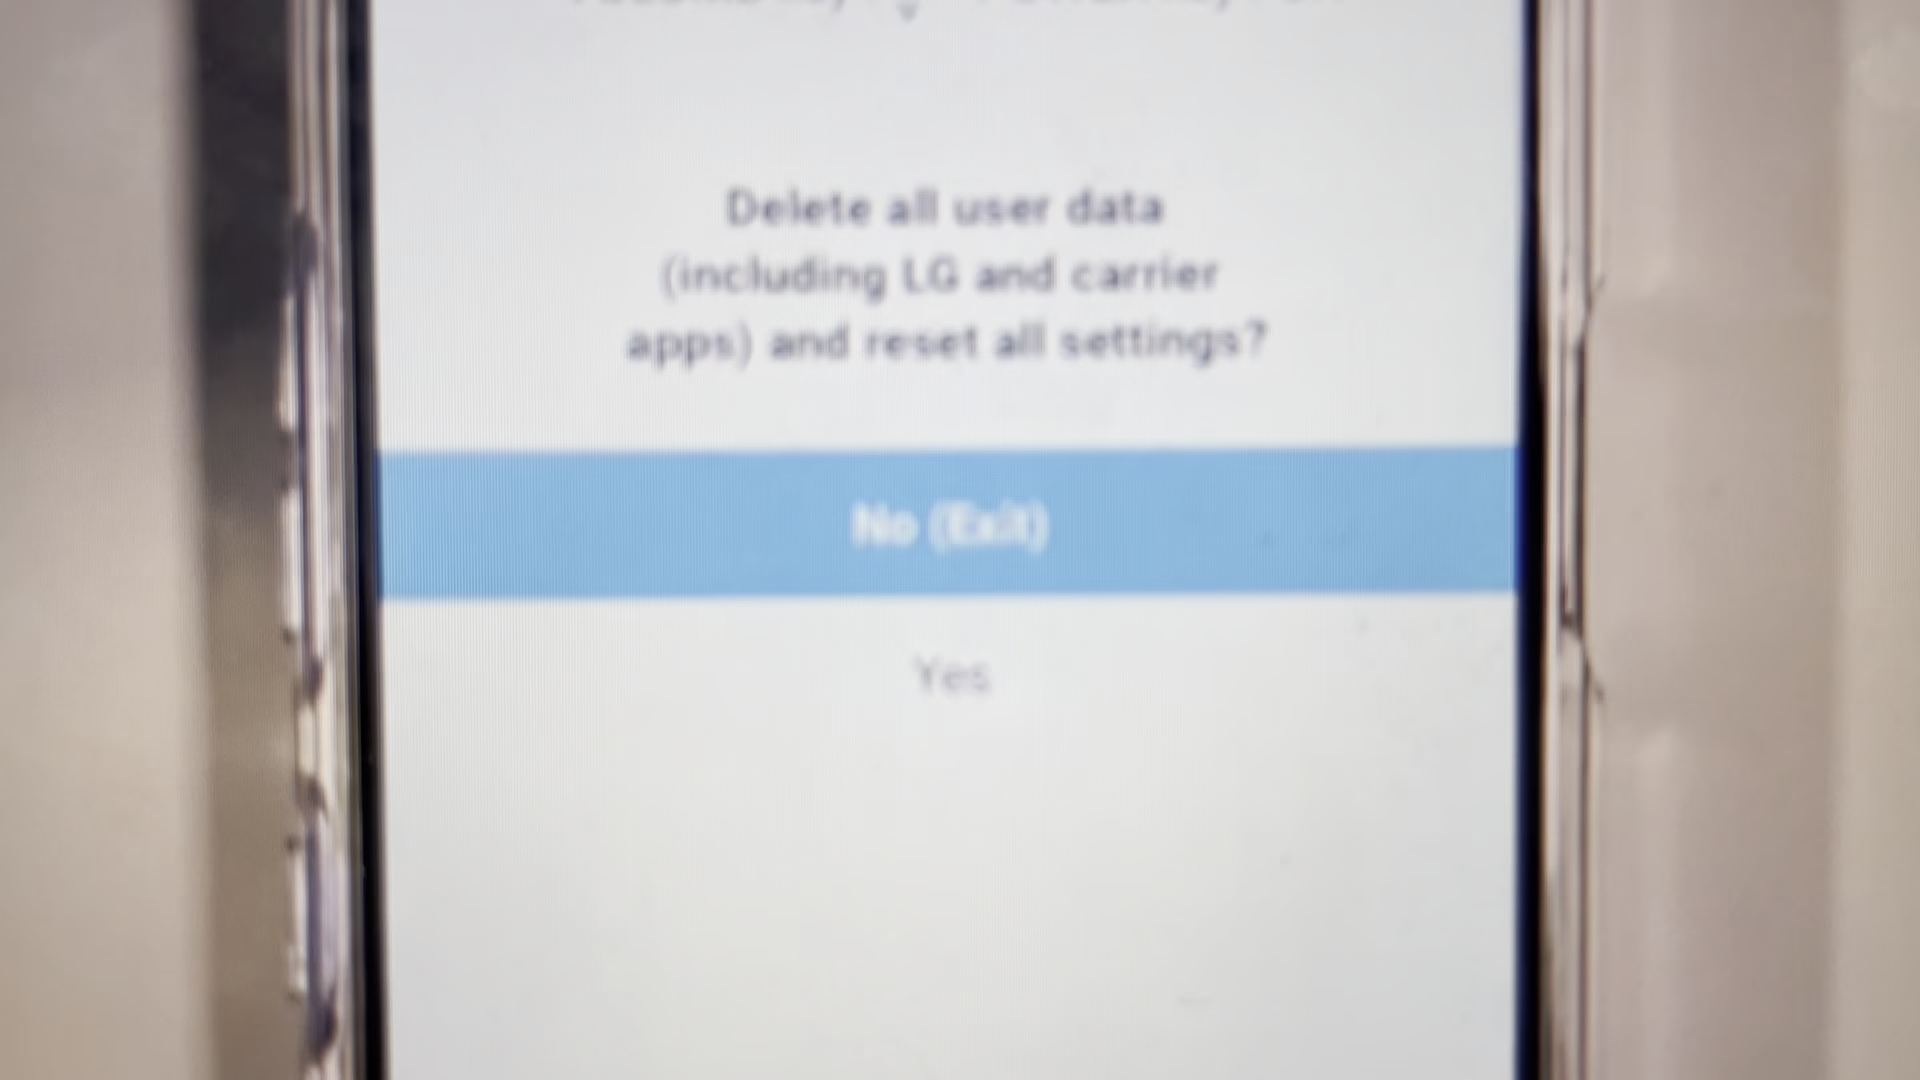 Delete all user data
(including LG and carrier
apps) and reset all settings?
No (Exit)
Yes